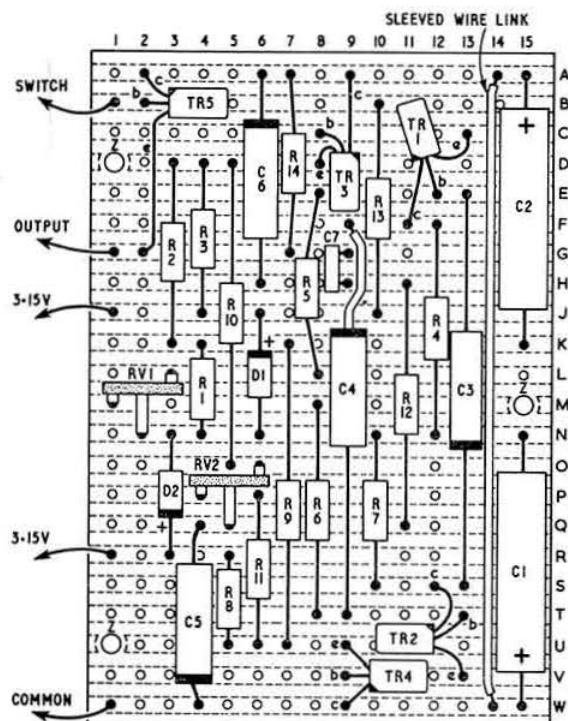 SLEEVED WIRE LINK
1 2 3 4 5 6 7 8 9 10 11 12 13 14 15
A
SWITCH
c
b
TR5
c
B
C
b
TR1
e
Z
e
C6
R14
e
TR3
R13
b
D
E
C2
+
R2
R3
c
F
OUTPUT
C7
G
R5
H
3-15V
R10
R4
J
+
K
RV1
R1
D1
C4
R12
C3
L
Z
M
N
RV2
O
D2
P
R9
R6
R7
+
Q
3-15V
R11
R
R8
c
S
C5
b
C1
T
Z
TR2
e
U
b
TR4
e
+
V
COMMON
c
W